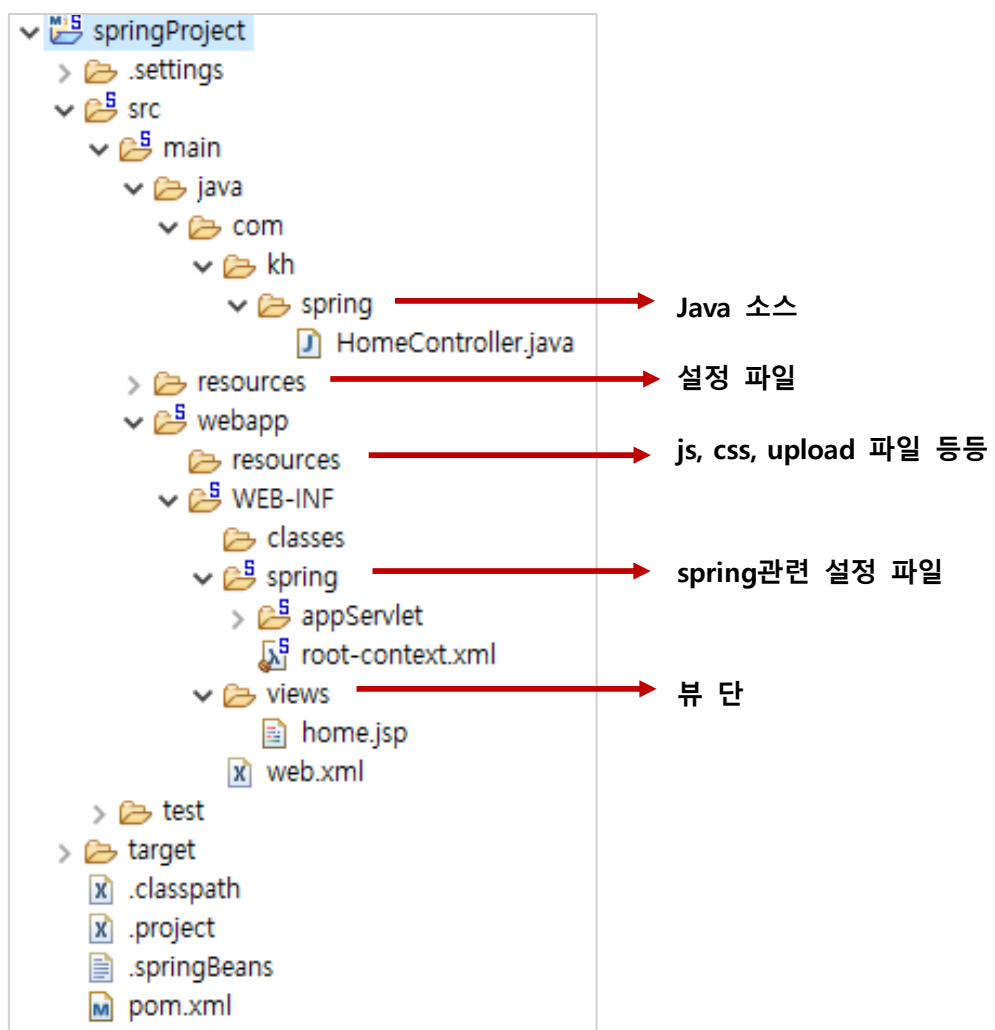 springProject
.settings
src
main
java
com
kh
spring
Java 소스
HomeController.java
resources
설정 파일
webapp
resources
js, css, upload 파일 등등
WEB-INF
classes
spring
spring관련 설정 파일
appServlet
root-context.xml
views
뷰 단
home.jsp
web.xml
test
target
.classpath
.project
.springBeans
pom.xml